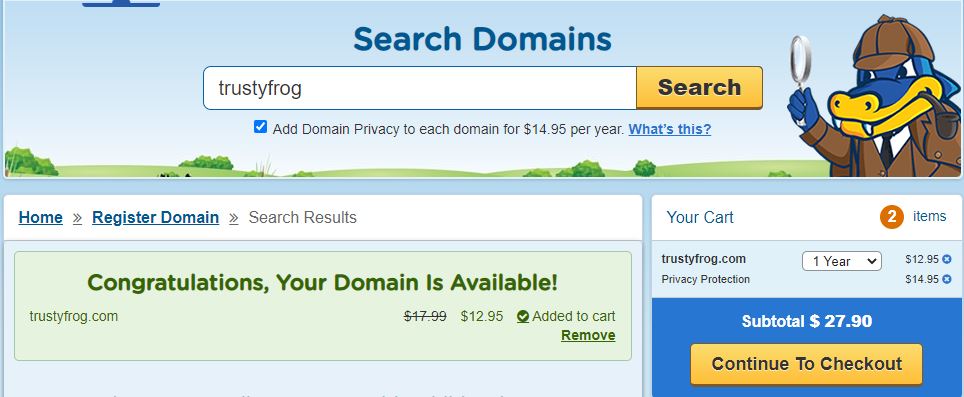 Search Domains
trustyfrog
Search
Add Domain Privacy to each domain for $14.95 per year. What's this?
Home » Register Domain » Search Results
Congratulations, Your Domain Is Available!
trustyfrog.com $17.99 $12.95 Added to cart
Remove
Your Cart 2 items
trustyfrog.com 1 Year $12.95
Privacy Protection $14.95
Subtotal $ 27.90
Continue To Checkout